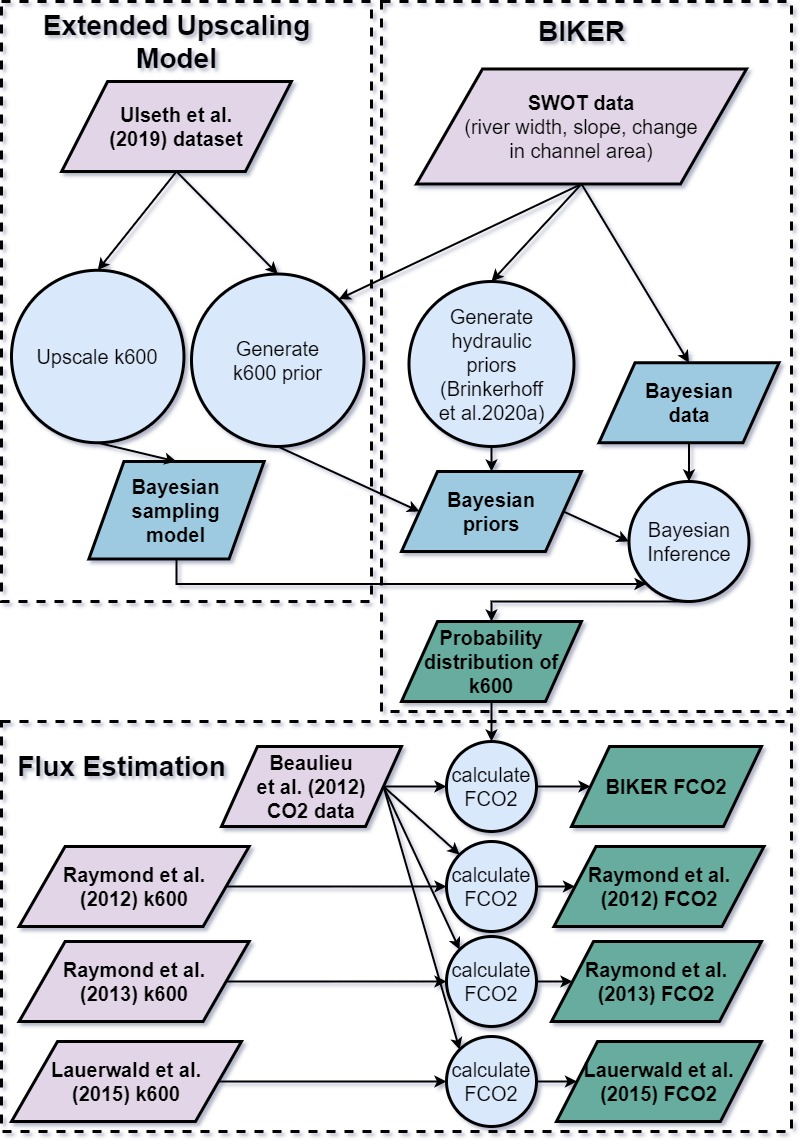 Extended Upscaling
Model
Ulseth et al.
(2019) dataset
Upscale k600
Generate
k600 prior
Bayesian
sampling
model
BIKER
SWOT data
(river width, slope, change
in channel area)
Generate
hydraulic
priors
(Brinkerhoff
et al.2020a)
Bayesian
data
Bayesian
priors
Bayesian
Inference
Probability
distribution of
k600
Flux Estimation
Beaulieu
et al. (2012)
CO2 data
calculate
FCO2
BIKER FCO2
Raymond et al.
(2012) k600
calculate
FCO2
Raymond et al.
(2012) FCO2
Raymond et al.
(2013) k600
calculate
FCO2
Raymond et al.
(2013) FCO2
Lauerwald et al.
(2015) k600
calculate
FCO2
Lauerwald et al.
(2015) FCO2